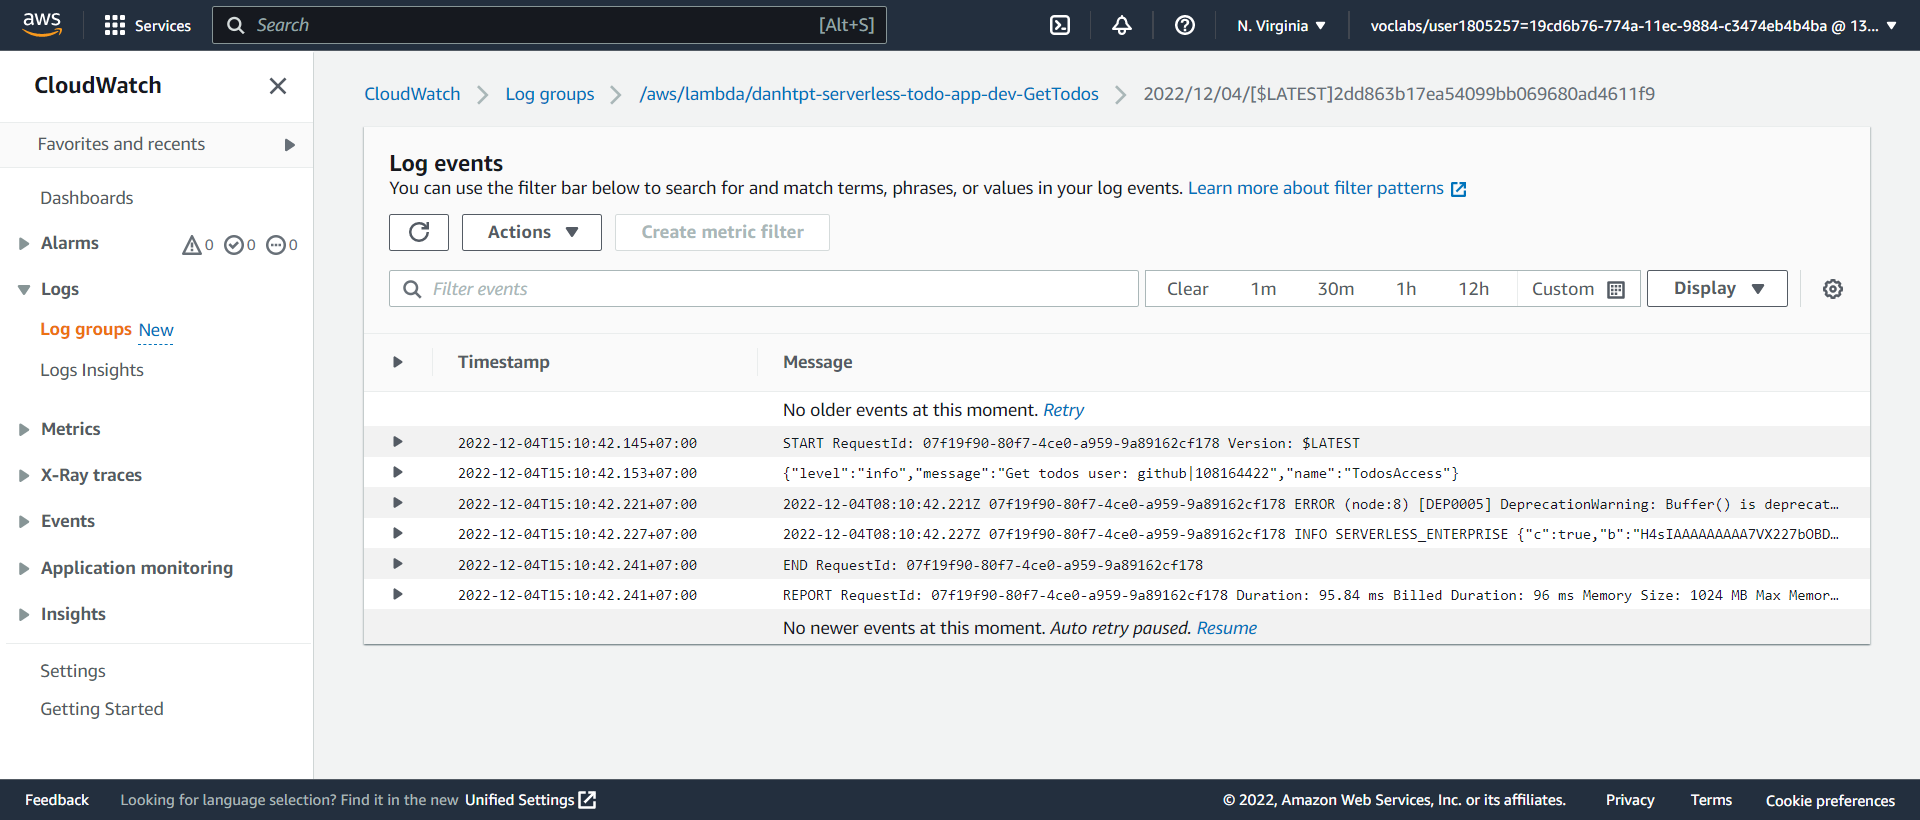 aws Services Search [Alt+S] N. Virginia voclabs/user1805257=19cd6b76-774a-11ec-9884-c3474eb4b4ba @ 13...
CloudWatch
Favorites and recents
Dashboards
Alarms 0 0 0
Logs
Log groups New
Logs Insights
Metrics
X-Ray traces
Events
Application monitoring
Insights
Settings
Getting Started
CloudWatch Log groups /aws/lambda/danhtpt-serverless-todo-app-dev-GetTodos 2022/12/04/[$LATEST]2dd863b17ea54099bb069680ad4611f9
Log events
You can use the filter bar below to search for and match terms, phrases, or values in your log events. Learn more about filter patterns
Actions Create metric filter
Filter events Clear 1m 30m 1h 12h Custom Display
Timestamp Message
No older events at this moment. Retry
2022-12-04T15:10:42.145+07:00 START RequestId: 07f19f90-80f7-4ce0-a959-9a89162cf178 Version: $LATEST
2022-12-04T15:10:42.153+07:00 {"level":"info","message":"Get todos user: github|108164422","name":"TodosAccess"}
2022-12-04T15:10:42.221+07:00 2022-12-04T08:10:42.221Z 07f19f90-80f7-4ce0-a959-9a89162cf178 ERROR (node:8) [DEP0005] DeprecationWarning: Buffer() is deprecat…
2022-12-04T15:10:42.227+07:00 2022-12-04T08:10:42.227Z 07f19f90-80f7-4ce0-a959-9a89162cf178 INFO SERVERLESS_ENTERPRISE {"c":true,"b":"H4sIAAAAAAAAA7VX227bOBD…
2022-12-04T15:10:42.241+07:00 END RequestId: 07f19f90-80f7-4ce0-a959-9a89162cf178
2022-12-04T15:10:42.241+07:00 REPORT RequestId: 07f19f90-80f7-4ce0-a959-9a89162cf178 Duration: 95.84 ms Billed Duration: 96 ms Memory Size: 1024 MB Max Memor…
No newer events at this moment. Auto retry paused. Resume
Feedback Looking for language selection? Find it in the new Unified Settings © 2022, Amazon Web Services, Inc. or its affiliates. Privacy Terms Cookie preferences